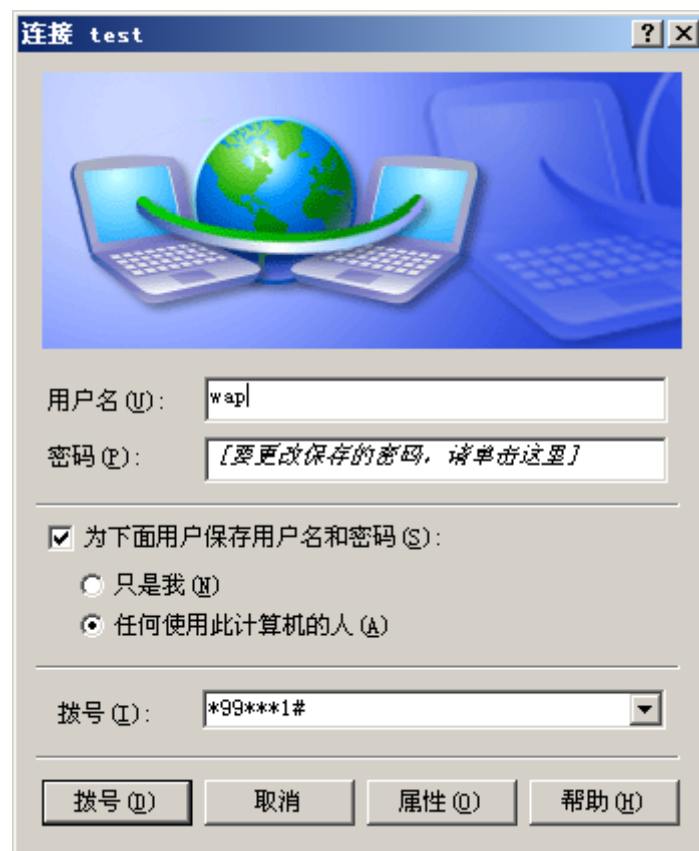 连接 test
用户名(U):
wap
密码(P):
[要更改保存的密码，请单击这里]
为下面用户保存用户名和密码(S):
只是我(N)
任何使用此计算机的人(A)
拨号(I):
*99***1#
拨号(D) 取消 属性(O) 帮助(H)